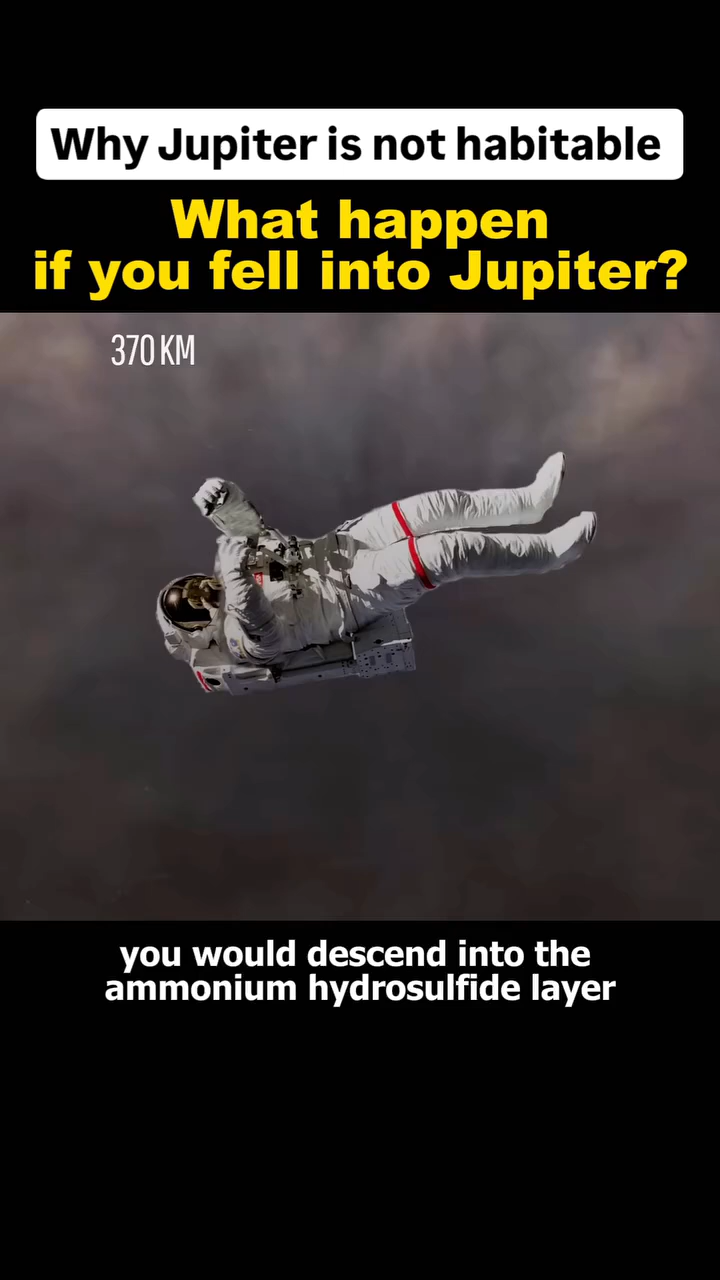 Why Jupiter is not habitable
What happen
if you fell into Jupiter?
370 KM
you would descend into the
ammonium hydrosulfide layer